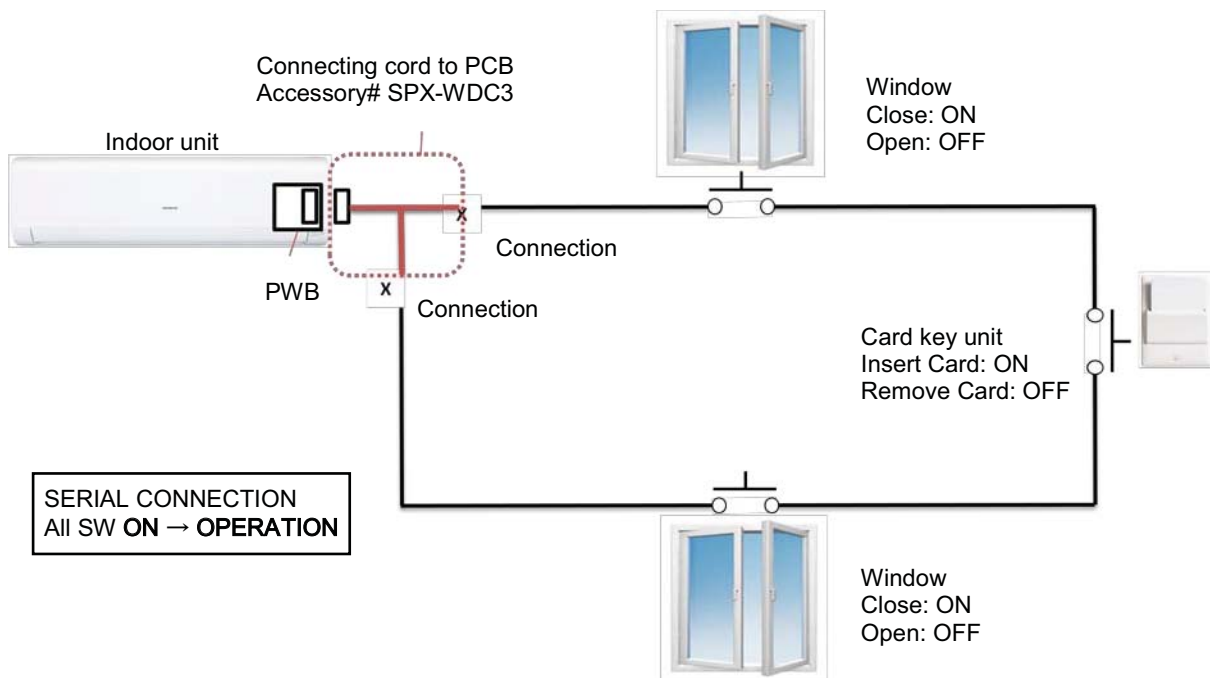 Connecting cord to PCB
Accessory# SPX-WDC3
Indoor unit
PWB
X
Connection
X
Connection
Window
Close: ON
Open: OFF
Card key unit
Insert Card: ON
Remove Card: OFF
SERIAL CONNECTION
All SW ON → OPERATION
Window
Close: ON
Open: OFF